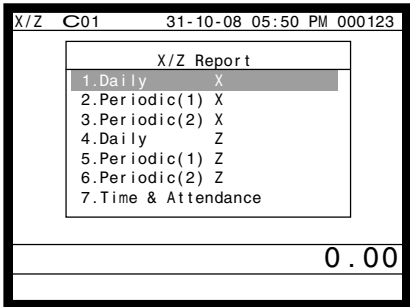 X/Z C01 31-10-08 05:50 PM 000123
X/Z Report
1.Daily X
2.Periodic(1) X
3.Periodic(2) X
4.Daily Z
5.Periodic(1) Z
6.Periodic(2) Z
7.Time & Attendance
0.00